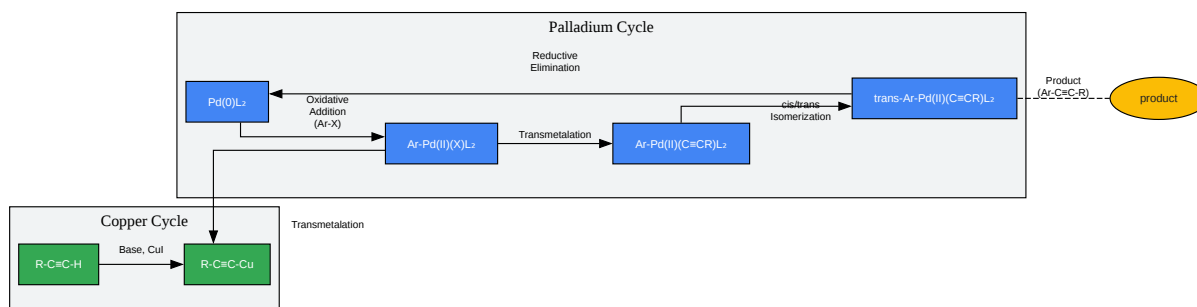 Palladium Cycle
Reductive
Elimination
Pd(0)L₂
Oxidative
Addition
(Ar-X)
Ar-Pd(II)(X)L₂
Transmetalation
Ar-Pd(II)(C≡CR)L₂
cis/trans
Isomerization
trans-Ar-Pd(II)(C≡CR)L₂
Product
(Ar-C≡C-R)
product
Copper Cycle
Transmetalation
R-C≡C-H
Base, CuI
R-C≡C-Cu